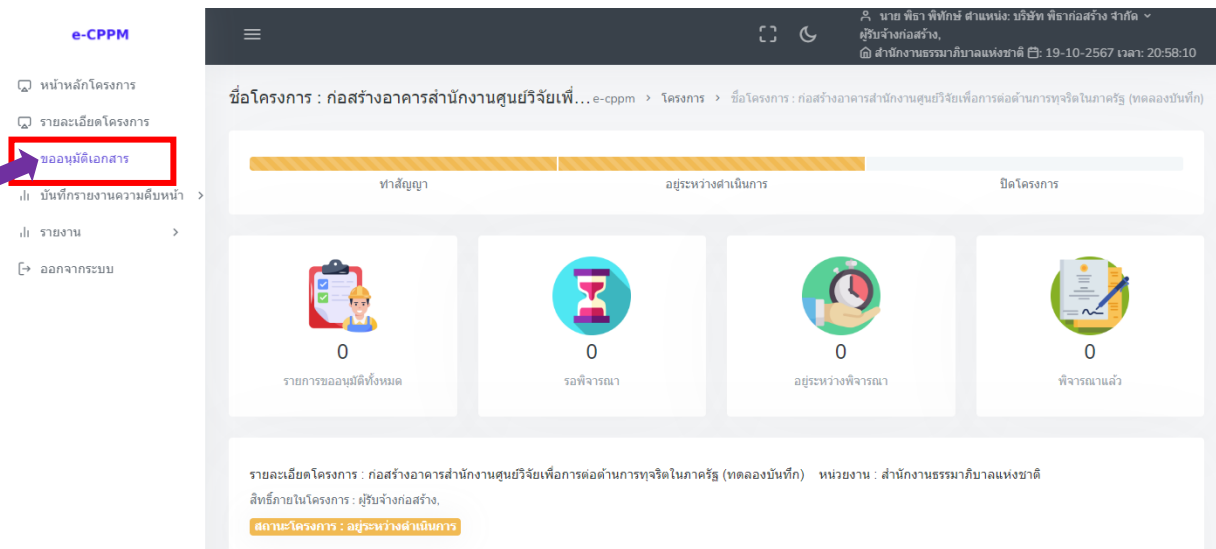 e-CPPM
หน้าหลักโครงการ
รายละเอียดโครงการ
ขออนุมัติเอกสาร
บันทึกรายงานความคืบหน้า
รายงาน
ออกจากระบบ
นาย พิธา พิทักษ์ ตำแหน่ง: บริษัท พิธาก่อสร้าง จำกัด
ผู้รับจ้างก่อสร้าง,
สำนักงานธรรมาภิบาลแห่งชาติ : 19-10-2567 เวลา: 20:58:10
ชื่อโครงการ : ก่อสร้างอาคารสำนักงานศูนย์วิจัยเพื่... e-cppm > โครงการ > ชื่อโครงการ : ก่อสร้างอาคารสำนักงานศูนย์วิจัยเพื่อการต่อต้านการทุจริตในภาครัฐ (ทดลองบันทึก)
ทำสัญญา อยู่ระหว่างดำเนินการ ปิดโครงการ
0 0 0 0
รายการขออนุมัติทั้งหมด รอพิจารณา อยู่ระหว่างพิจารณา พิจารณาแล้ว
รายละเอียดโครงการ : ก่อสร้างอาคารสำนักงานศูนย์วิจัยเพื่อการต่อต้านการทุจริตในภาครัฐ (ทดลองบันทึก) หน่วยงาน : สำนักงานธรรมาภิบาลแห่งชาติ
สิทธิ์ภายในโครงการ : ผู้รับจ้างก่อสร้าง,
สถานะโครงการ : อยู่ระหว่างดำเนินการ